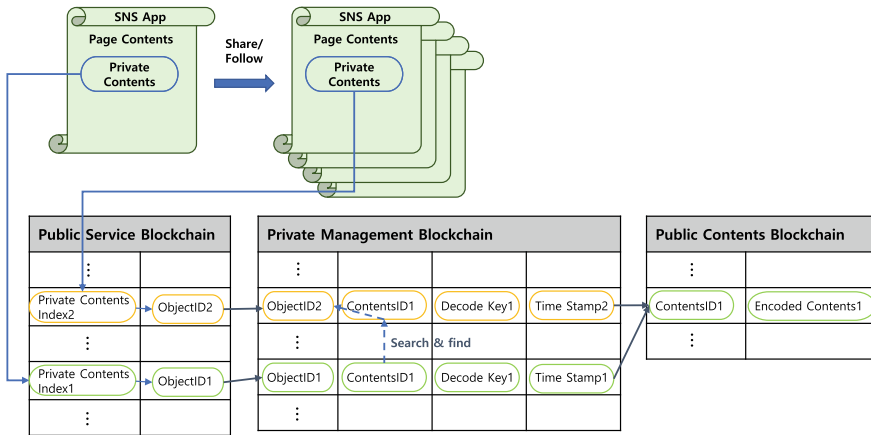 SNS App
Page Contents
Private
Contents
Share/
Follow
SNS App
Page Contents
Private
Contents
Public Service Blockchain
Private Contents
Index2
ObjectID2
Private Contents
Index1
ObjectID1
Private Management Blockchain
ObjectID2
ContentsID1
Decode Key1
Time Stamp2
Search & find
ObjectID1
ContentsID1
Decode Key1
Time Stamp1
Public Contents Blockchain
ContentsID1
Encoded Contents1